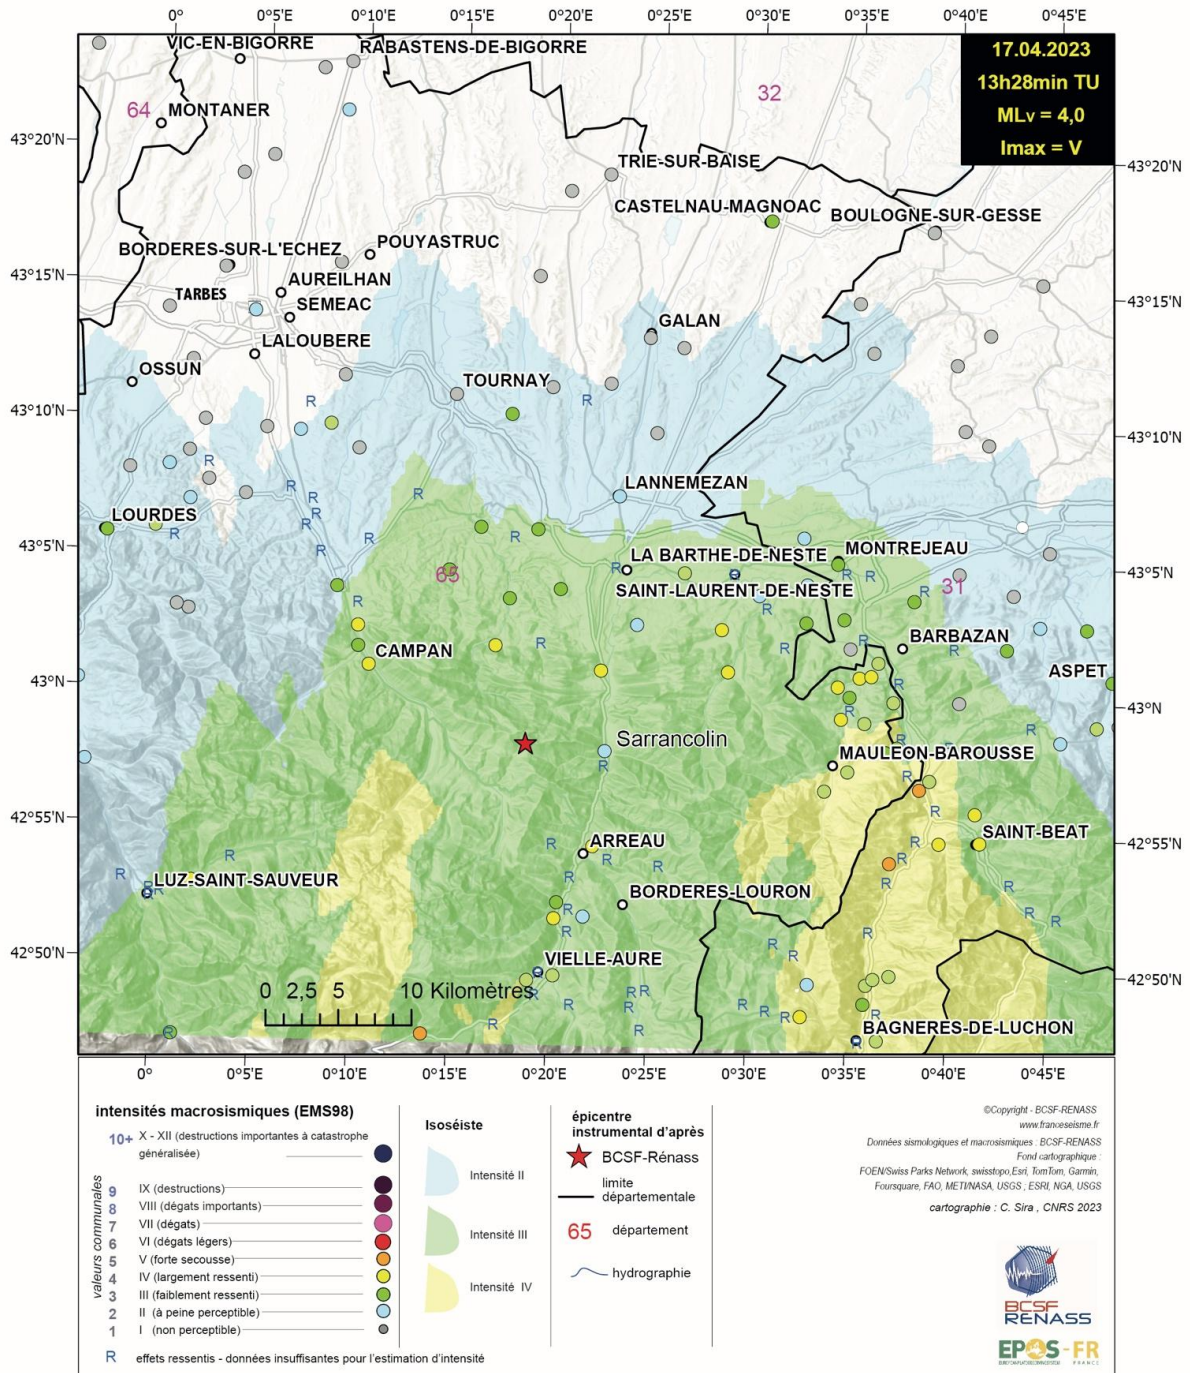 0° 0°5'E 0°10'E 0°15'E 0°20'E 0°25'E 0°30'E 0°35'E 0°40'E 0°45'E
17.04.2023
13h28min TU
MLv = 4,0
Imax = V
VIC-EN-BIGORRE
RABASTENS-DE-BIGORRE
64
MONTANER
32
43°20'N
43°20'N
TRIE-SUR-BAISE
CASTELNAU-MAGNOAC
BOULOGNE-SUR-GESSE
POUYASTRUC
BORDERES-SUR-L'ECHEZ
43°15'N
AUREILHAN
TARBES
SEMEAC
43°15'N
GALAN
LALOUBERE
OSSUN
TOURNAY
R
R
43°10'N
43°10'N
R
LANNEMEZAN
R
R
R
R
LOURDES
R
R
R
R
R
43°5'N
R
MONTREJEAU
LA BARTHE-DE-NESTE
R
R
R
R
65
43°5'N
31
SAINT-LAURENT-DE-NESTE
R
R
R
BARBAZAN
R
R
R
CAMPAN
R
ASPET
43°N
R
R
43°N
R
Sarrancolin
R
MAULEON-BAROUSSE
R
R
R
42°55'N
SAINT-BEAT
ARREAU
R
R
42°55'N
R
R
R
R
R
LUZ-SAINT-SAUVEUR
R
R
R
R
BORDERES-LOURON
R
R
R
R
R
R
42°50'N
R
VIELLE-AURE
42°50'N
0 2,5 5 10 Kilomètres
R
R
R
R
R
R
R
R
R
R
R
BAGNERES-DE-LUCHON
R
R
0° 0°5'E 0°10'E 0°15'E 0°20'E 0°25'E 0°30'E 0°35'E 0°40'E 0°45'E
intensités macrosismiques (EMS98)
10+ X - XII (destructions importantes à catastrophe
généralisée)
valeurs communales
9 IX (destructions)
8 VIII (dégats importants)
7 VII (dégats)
6 VI (dégats légers)
5 V (forte secousse)
4 IV (largement ressenti)
3 III (faiblement ressenti)
2 II (à peine perceptible)
1 I (non perceptible)
R effets ressentis - données insuffisantes pour l'estimation d'intensité
Isoséiste
Intensité II
Intensité III
Intensité IV
épicentre
instrumental d'après
BCSF-Rénass
limite
départementale
65 département
hydrographie
©Copyright - BCSF-RENASS
www.franceseisme.fr
Données sismologiques et macrosismiques : BCSF-RENASS
Fond cartographique :
FOEN/Swiss Parks Network, swisstopo,Esri, TomTom, Garmin,
Foursquare, FAO, METI/NASA, USGS ; ESRI, NGA, USGS
cartographie : C. Sira , CNRS 2023
BCSF
RENASS
EPOS-FR
FRANCE